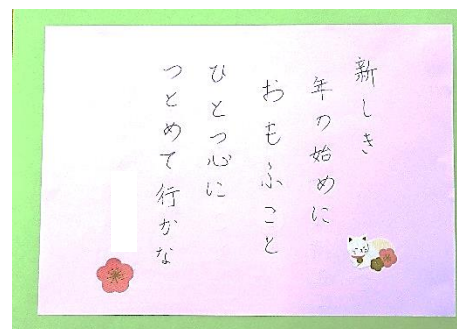 新しき
年の始めに
おもふこと
ひとつ心に
つとめて行かな